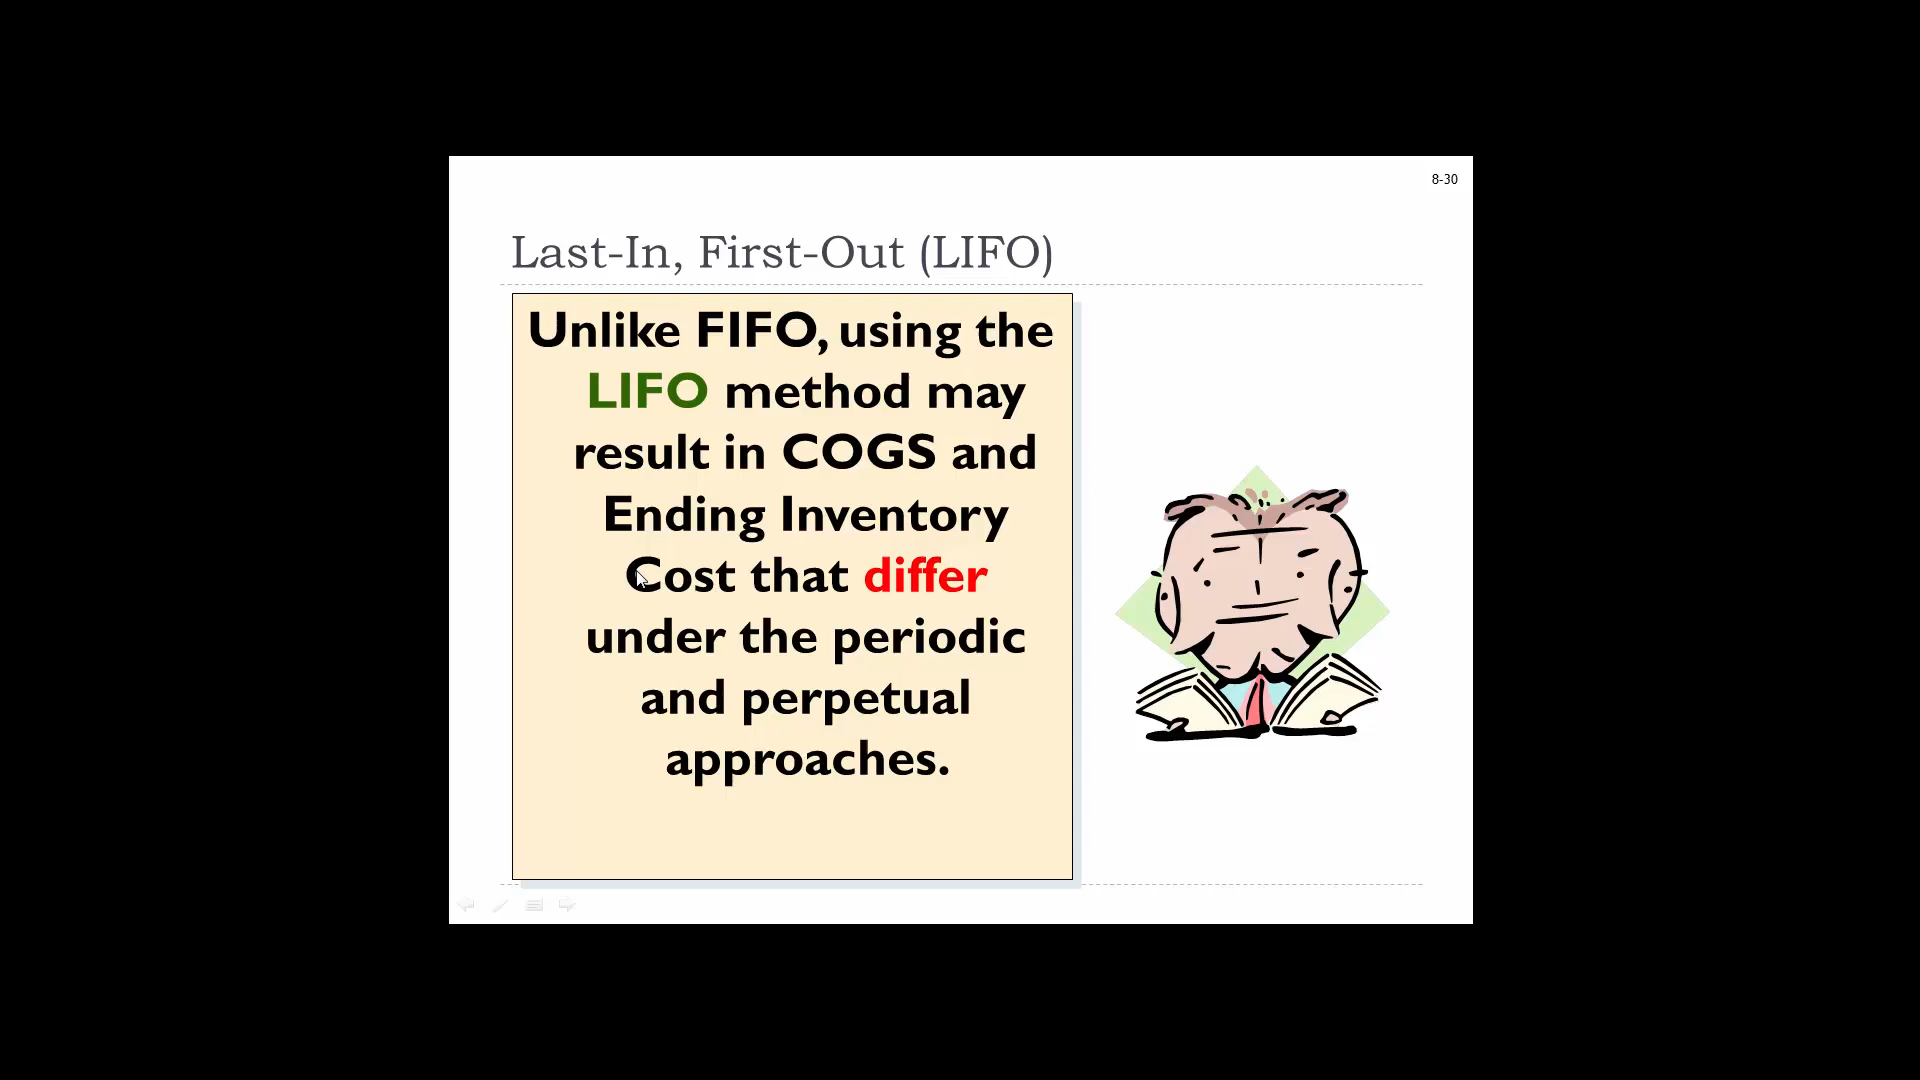 8-30
Last-In, First-Out (LIFO)
Unlike FIFO, using the
LIFO method may
result in COGS and
Ending Inventory
Cost that differ
under the periodic
and perpetual
approaches.